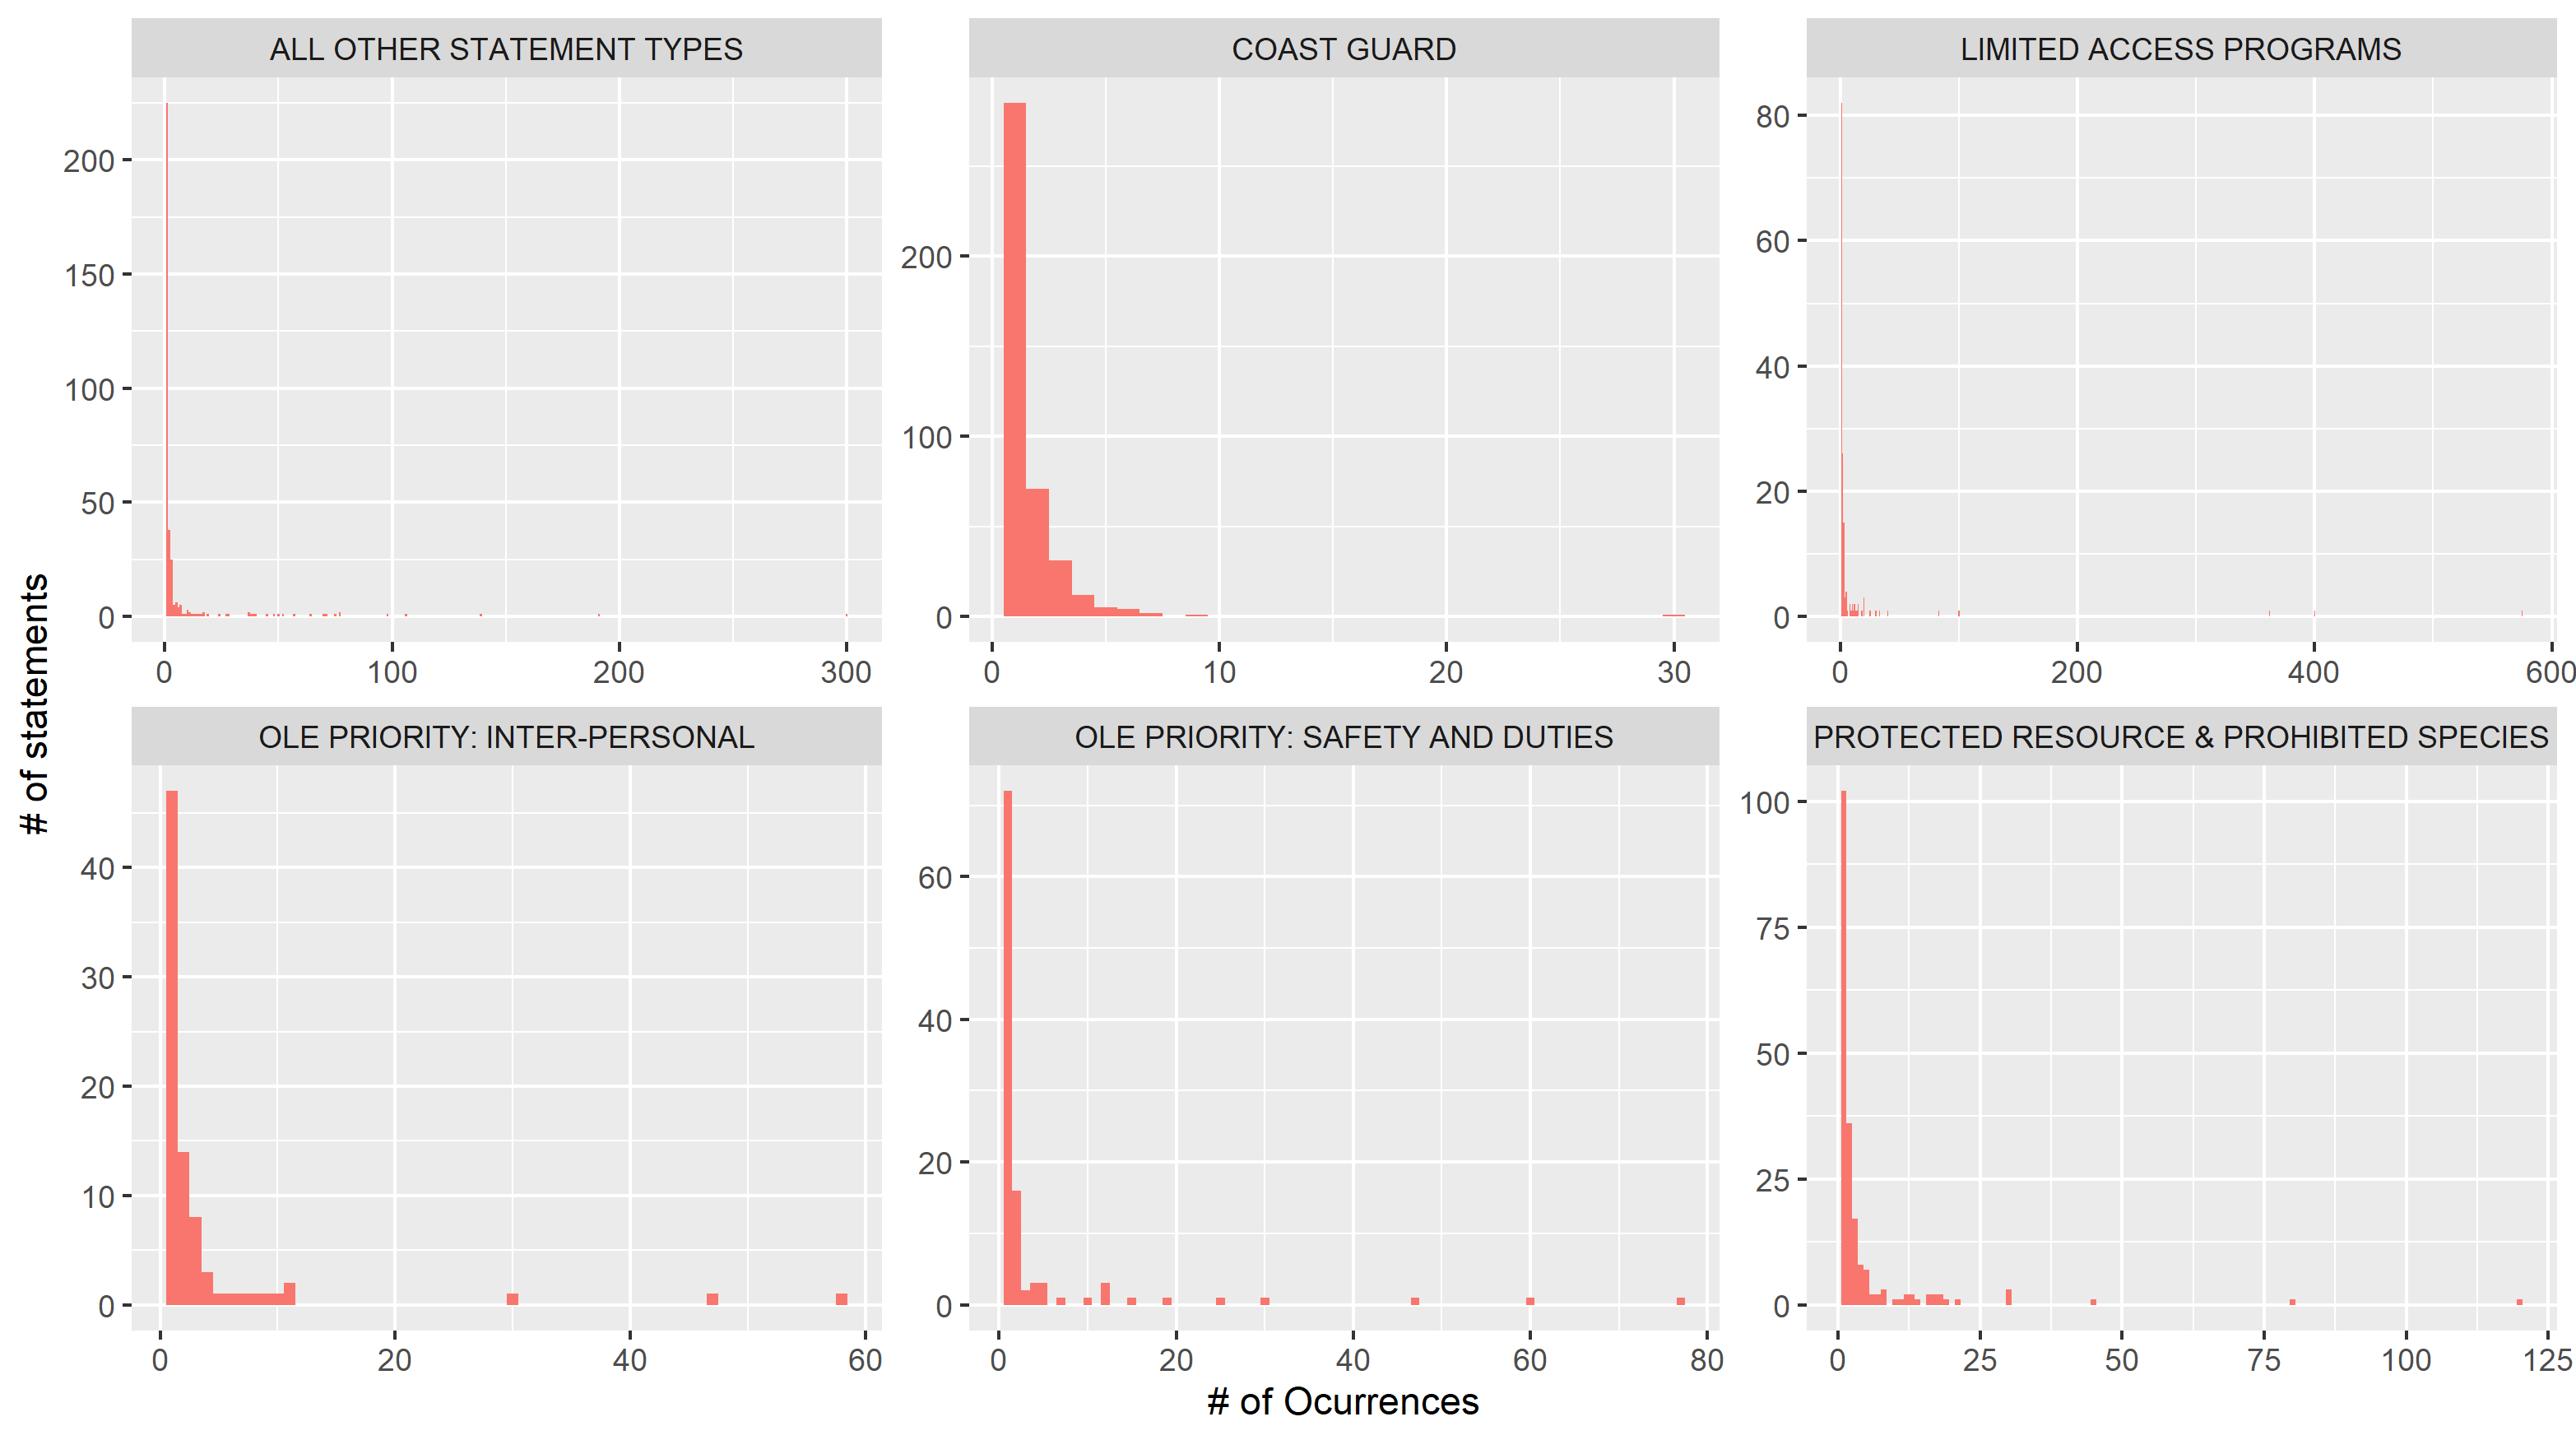 ALL OTHER STATEMENT TYPES
COAST GUARD
LIMITED ACCESS PROGRAMS
200
150
100
50
0
0 100 200 300
200
100
0
0 10 20 30
80
60
40
20
0
0 200 400 600
# of statements
OLE PRIORITY: INTER-PERSONAL
OLE PRIORITY: SAFETY AND DUTIES
PROTECTED RESOURCE & PROHIBITED SPECIES
40
30
20
10
0
0 20 40 60
60
40
20
0
0 20 40 60 80
100
75
50
25
0
0 25 50 75 100 125
# of Ocurrences